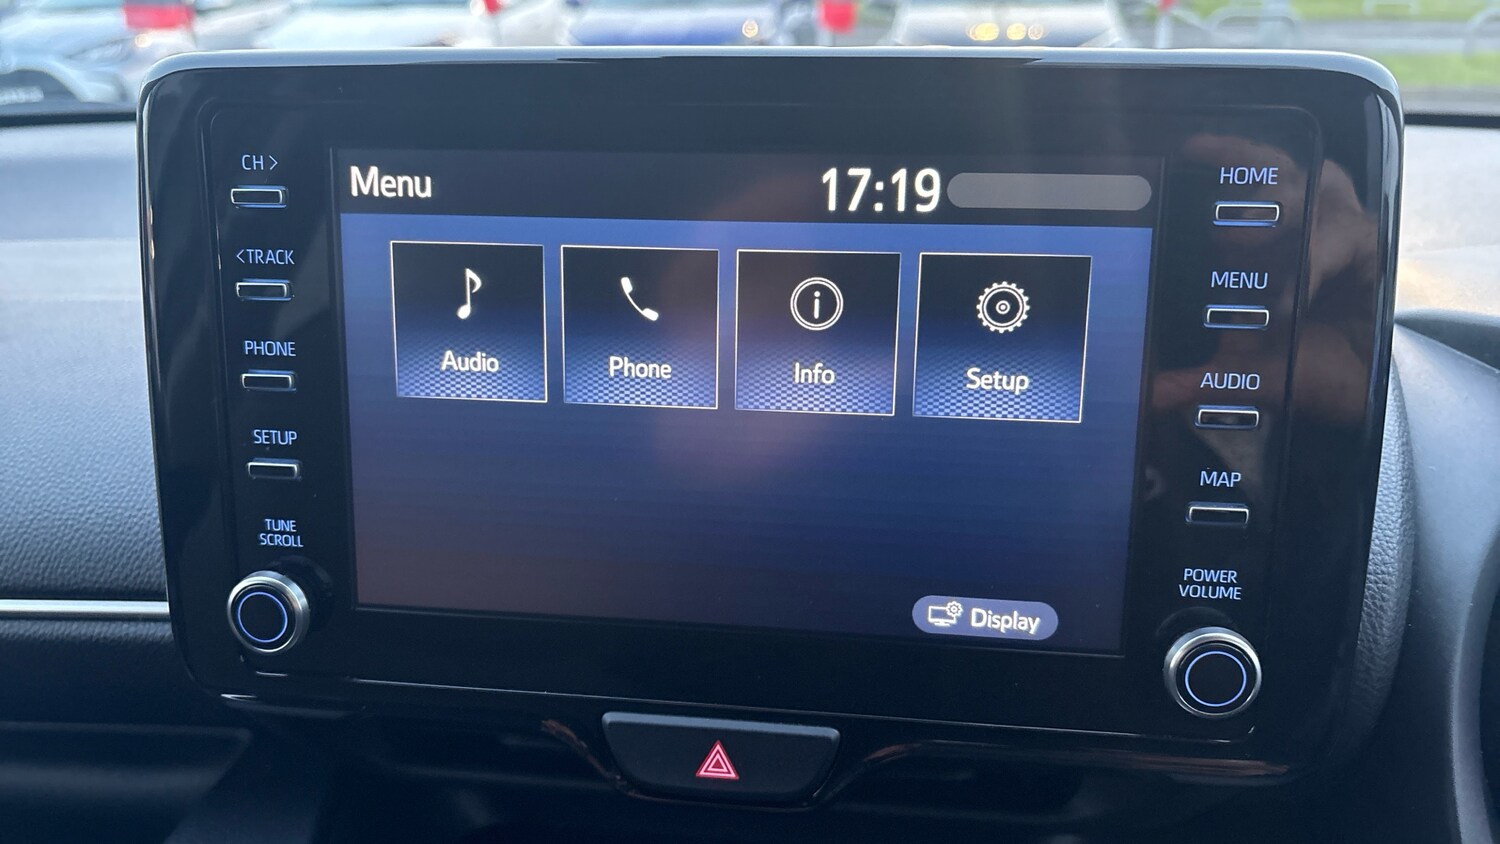 CH >
< TRACK
PHONE
SETUP
TUNE
SCROLL
Menu
17:19
Audio
Phone
Info
Setup
Display
HOME
MENU
AUDIO
MAP
POWER
VOLUME